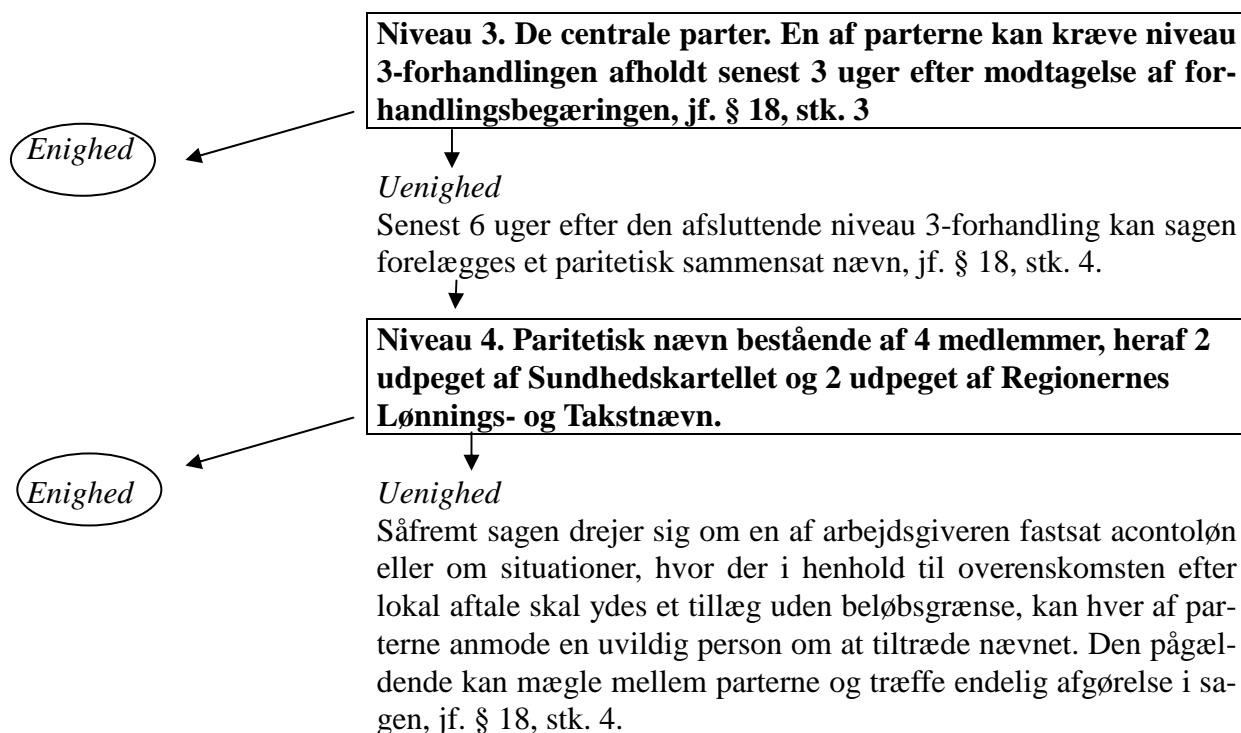 Niveau 3. De centrale parter. En af parterne kan kræve niveau
3-forhandlingen afholdt senest 3 uger efter modtagelse af for-
handlingsbegæringen, jf. § 18, stk. 3
Enighed
Uenighed
Senest 6 uger efter den afsluttende niveau 3-forhandling kan sagen
forelægges et paritetisk sammensat nævn, jf. § 18, stk. 4.
Niveau 4. Paritetisk nævn bestående af 4 medlemmer, heraf 2
udpeget af Sundhedskartellet og 2 udpeget af Regionernes
Lønnings- og Takstnævn.
Enighed
Uenighed
Såfremt sagen drejer sig om en af arbejdsgiveren fastsat acontoløn
eller om situationer, hvor der i henhold til overenskomsten efter
lokal aftale skal ydes et tillæg uden beløbsgrænse, kan hver af par-
terne anmode en uvildig person om at tiltræde nævnet. Den pågæl-
dende kan mægle mellem parterne og træffe endelig afgørelse i sa-
gen, jf. § 18, stk. 4.